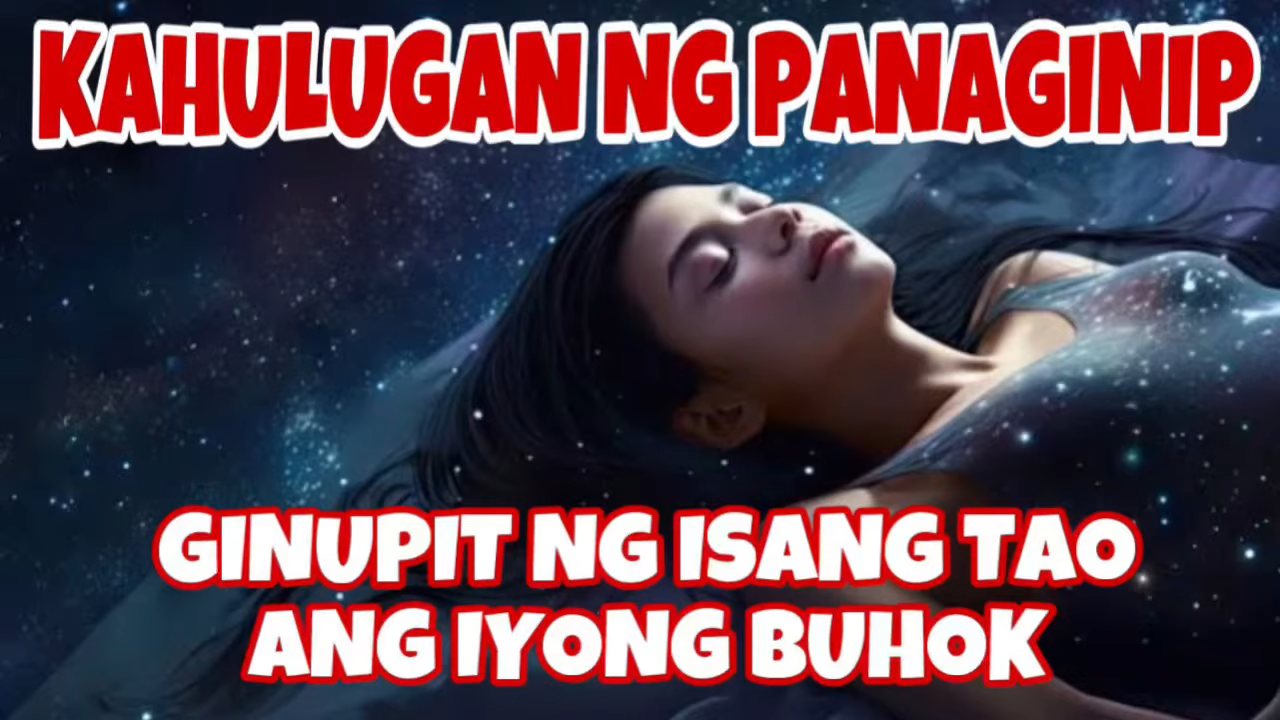 KAHULUGAN NG PANAGINIP
GINUPIT NG ISANG TAO
ANG IYONG BUHOK